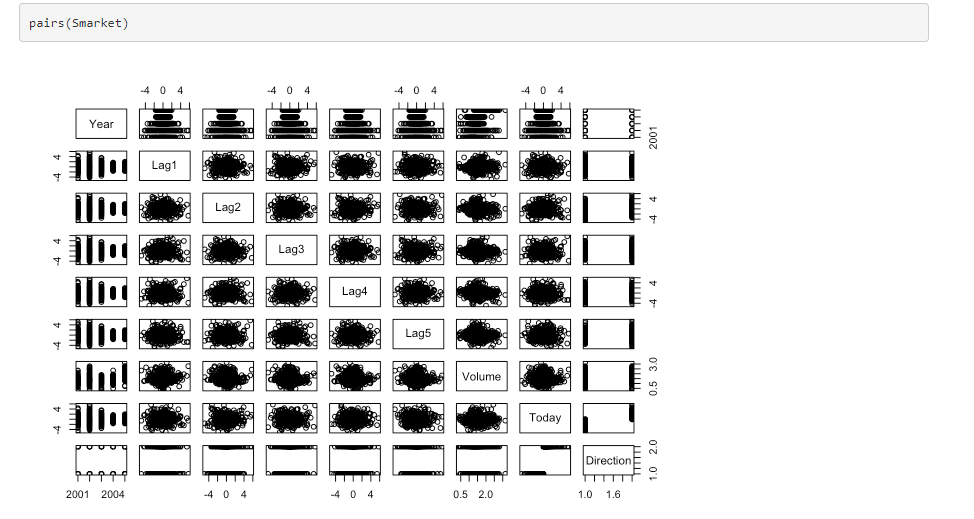 pairs(Smarket)
-4 0 4 -4 0 4 -4 0 4 -4 0 4
Year
2001
Lag1
4
-4
Lag2
4
-4
Lag3
4
-4
Lag4
4
-4
Lag5
4
-4
Volume
3.0
0.5
Today
4
-4
Direction
2.0
1.0
2001 2004 -4 0 4 -4 0 4 0.5 2.0 1.0 1.6